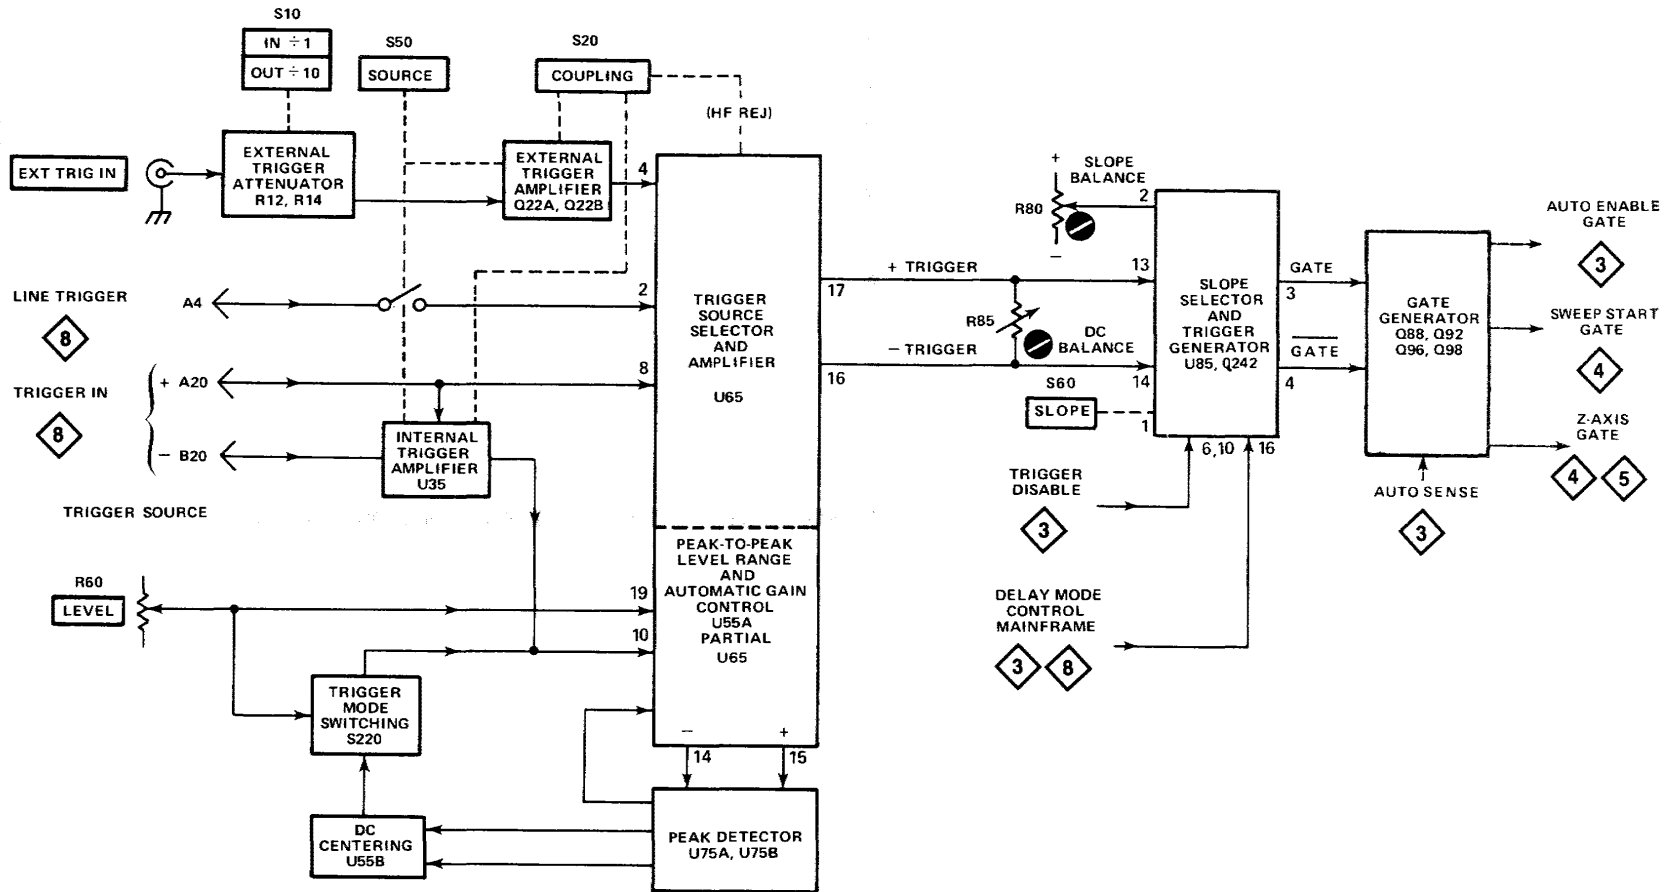 S10
IN ÷ 1
OUT ÷ 10
S50
SOURCE
S20
COUPLING
(HF REJ)
EXT TRIG IN
EXTERNAL
TRIGGER
ATTENUATOR
R12, R14
EXTERNAL
TRIGGER
AMPLIFIER
Q22A, Q22B
4
LINE TRIGGER
8
A4
2
TRIGGER IN
8
+ A20
8
− B20
INTERNAL
TRIGGER
AMPLIFIER
U35
TRIGGER SOURCE
TRIGGER
SOURCE
SELECTOR
AND
AMPLIFIER
U65
PEAK-TO-PEAK
LEVEL RANGE
AND
AUTOMATIC GAIN
CONTROL
U55A
PARTIAL
U65
R60
LEVEL
19
10
TRIGGER
MODE
SWITCHING
S220
DC
CENTERING
U55B
−
+
14
15
PEAK DETECTOR
U75A, U75B
17
+ TRIGGER
16
− TRIGGER
+
SLOPE
BALANCE
R80
−
2
13
R85
DC
BALANCE
14
S60
SLOPE
1
SLOPE
SELECTOR
AND
TRIGGER
GENERATOR
U85, Q242
6,10
16
TRIGGER
DISABLE
3
DELAY MODE
CONTROL
MAINFRAME
3
8
GATE
3
GATE
4
GATE
GENERATOR
Q88, Q92
Q96, Q98
AUTO SENSE
3
AUTO ENABLE
GATE
3
SWEEP START
GATE
4
Z-AXIS
GATE
4
5